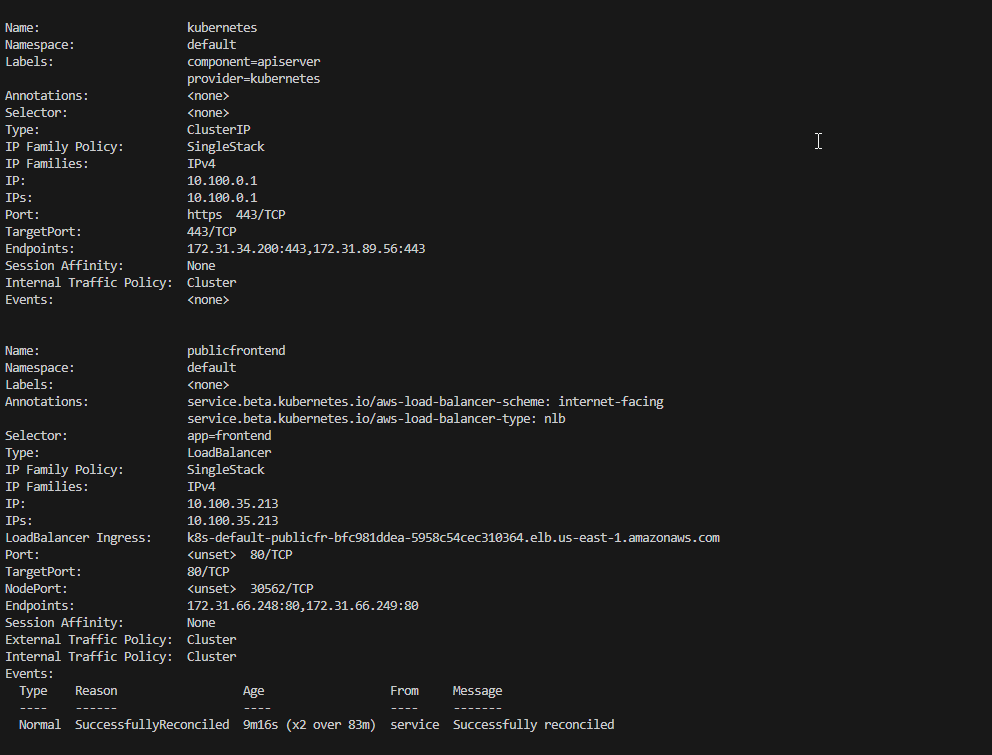 Name:                     kubernetes
Namespace:                default
Labels:                   component=apiserver
                          provider=kubernetes
Annotations:              <none>
Selector:                 <none>
Type:                     ClusterIP
IP Family Policy:         SingleStack
IP Families:              IPv4
IP:                       10.100.0.1
IPs:                      10.100.0.1
Port:                     https  443/TCP
TargetPort:               443/TCP
Endpoints:                172.31.34.200:443,172.31.89.56:443
Session Affinity:         None
Internal Traffic Policy:  Cluster
Events:                   <none>
Name:                     publicfrontend
Namespace:                default
Labels:                   <none>
Annotations:              service.beta.kubernetes.io/aws-load-balancer-scheme: internet-facing
                          service.beta.kubernetes.io/aws-load-balancer-type: nlb
Selector:                 app=frontend
Type:                     LoadBalancer
IP Family Policy:         SingleStack
IP Families:              IPv4
IP:                       10.100.35.213
IPs:                      10.100.35.213
LoadBalancer Ingress:     k8s-default-publicfr-bfc981ddea-5958c54cec310364.elb.us-east-1.amazonaws.com
Port:                     <unset>  80/TCP
TargetPort:               80/TCP
NodePort:                 <unset>  30562/TCP
Endpoints:                172.31.66.248:80,172.31.66.249:80
Session Affinity:         None
External Traffic Policy:  Cluster
Internal Traffic Policy:  Cluster
Events:
  Type    Reason                  Age                  From     Message
  ----    ------                  ----                 ----     -------
  Normal  SuccessfullyReconciled  9m16s (x2 over 83m)  service  Successfully reconciled